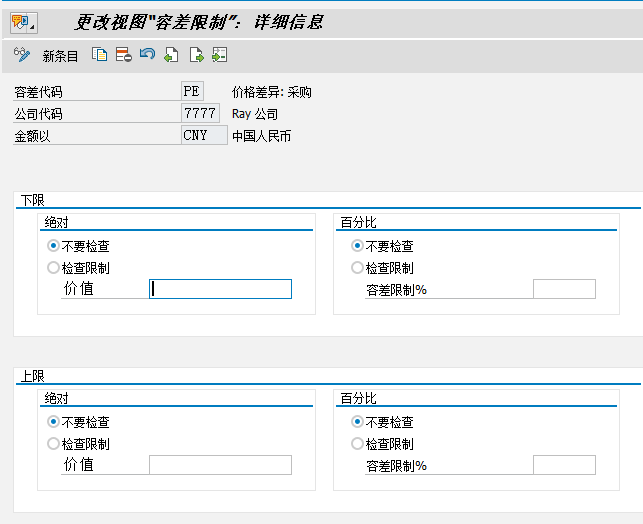 更改视图“容差限制”: 详细信息
新条目
容差代码 PE 价格差异: 采购
公司代码 7777 Ray 公司
金额以 CNY 中国人民币
下限
绝对 百分比
不要检查 不要检查
检查限制 检查限制
价值 容差限制%
上限
绝对 百分比
不要检查 不要检查
检查限制 检查限制
价值 容差限制%